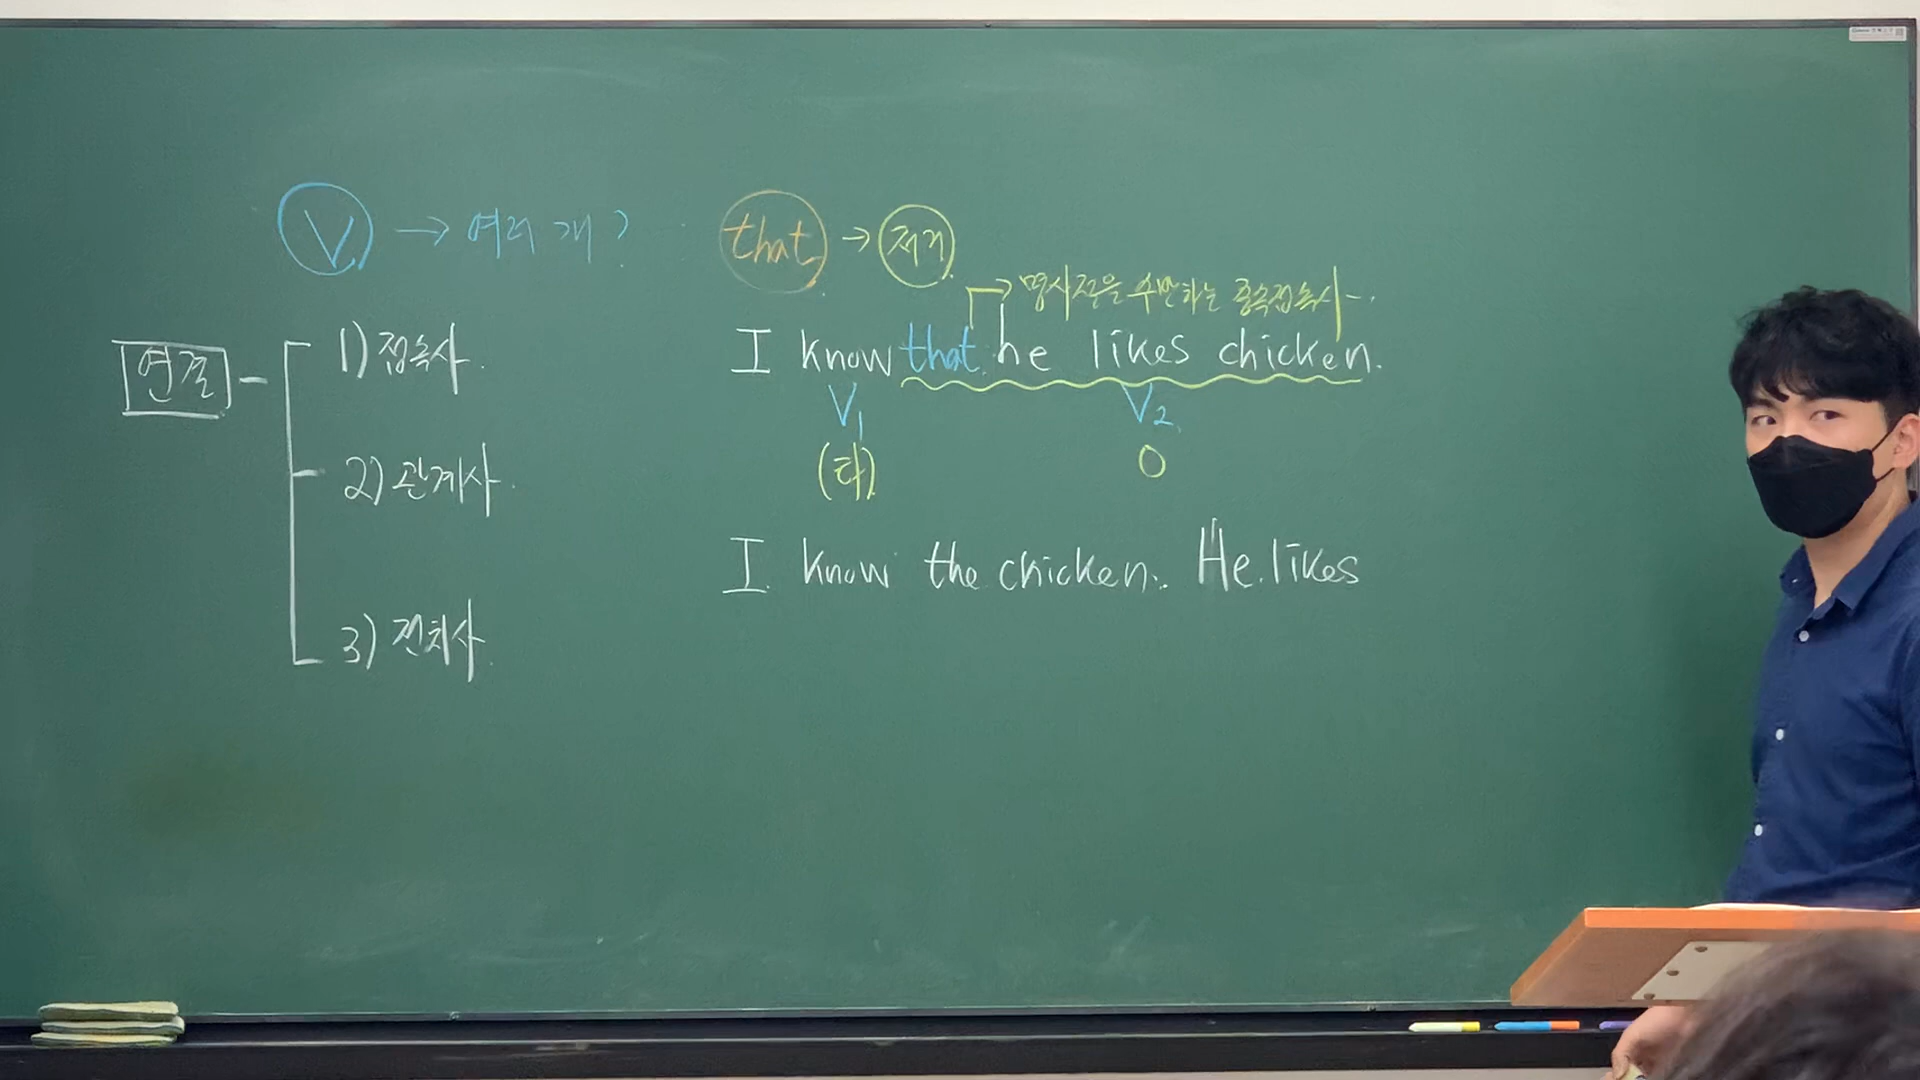 V → 여러 개?
that → 저거
→ 명사절을 수반하는 종속접속사
연결
1) 접속사.
I know that he likes chicken.
V₁ V₂
(타) O
2) 관계사.
I know the chicken. He likes
3) 전치사.